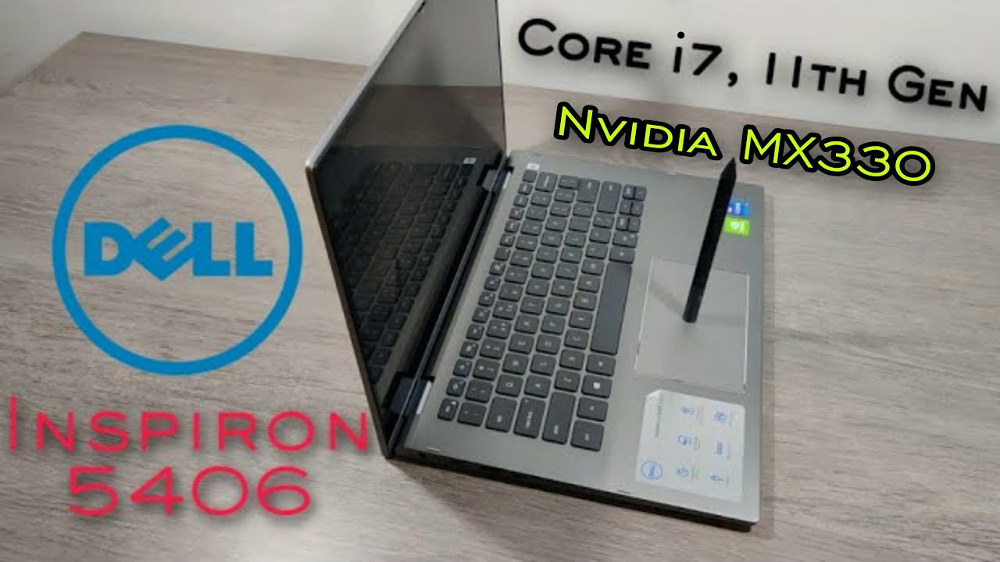 Core i7, 11th Gen
Nvidia MX330
DELL
Inspiron
5406